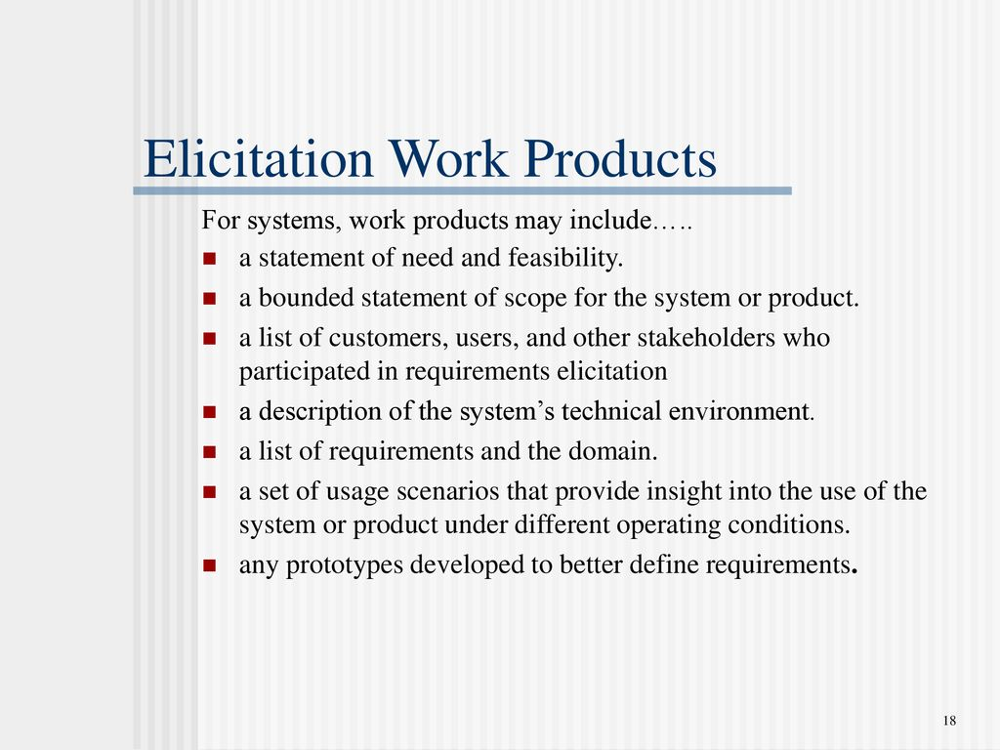 Elicitation Work Products
For systems, work products may include…..
a statement of need and feasibility.
a bounded statement of scope for the system or product.
a list of customers, users, and other stakeholders who
participated in requirements elicitation
a description of the system’s technical environment.
a list of requirements and the domain.
a set of usage scenarios that provide insight into the use of the
system or product under different operating conditions.
any prototypes developed to better define requirements.
18